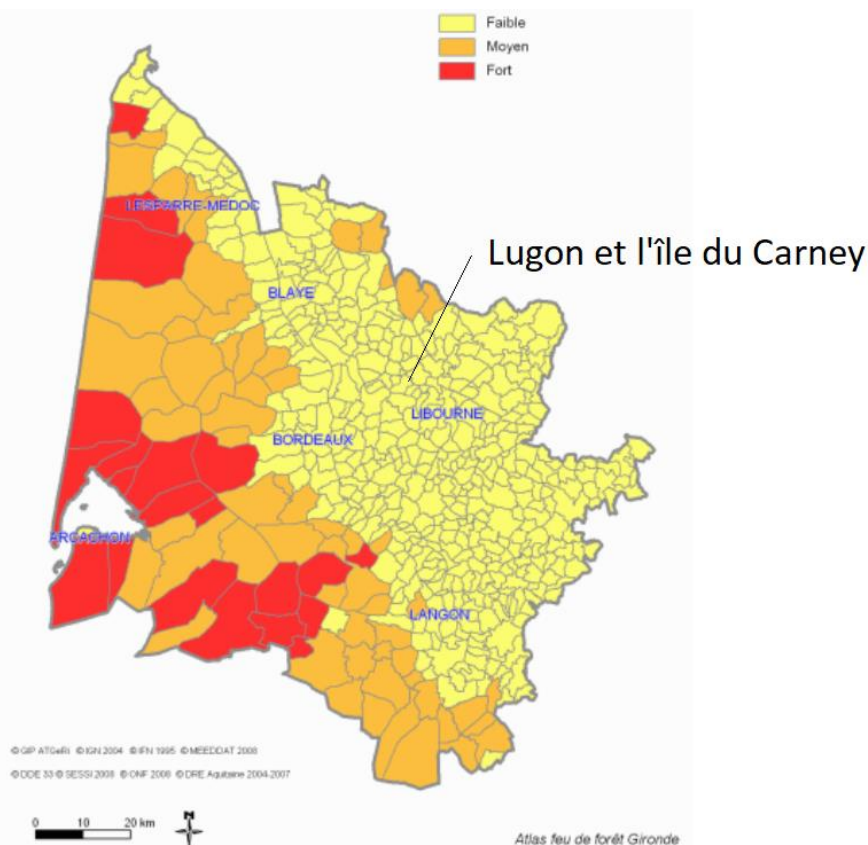 Faible
Moyen
Fort
LESPARRE-MEDOC
Lugon et l'île du Carney
BLAYE
LIBOURNE
BORDEAUX
ARCACHON
LANGON
© GIP ATGeRi © IGN 2004 © IFN 1995 © MEEDDAT 2008
© DDE 33 © SESSI 2008 © ONF 2008 © DRE Aquitaine 2004-2007
N
0 10 20 km
Atlas feu de forêt Gironde